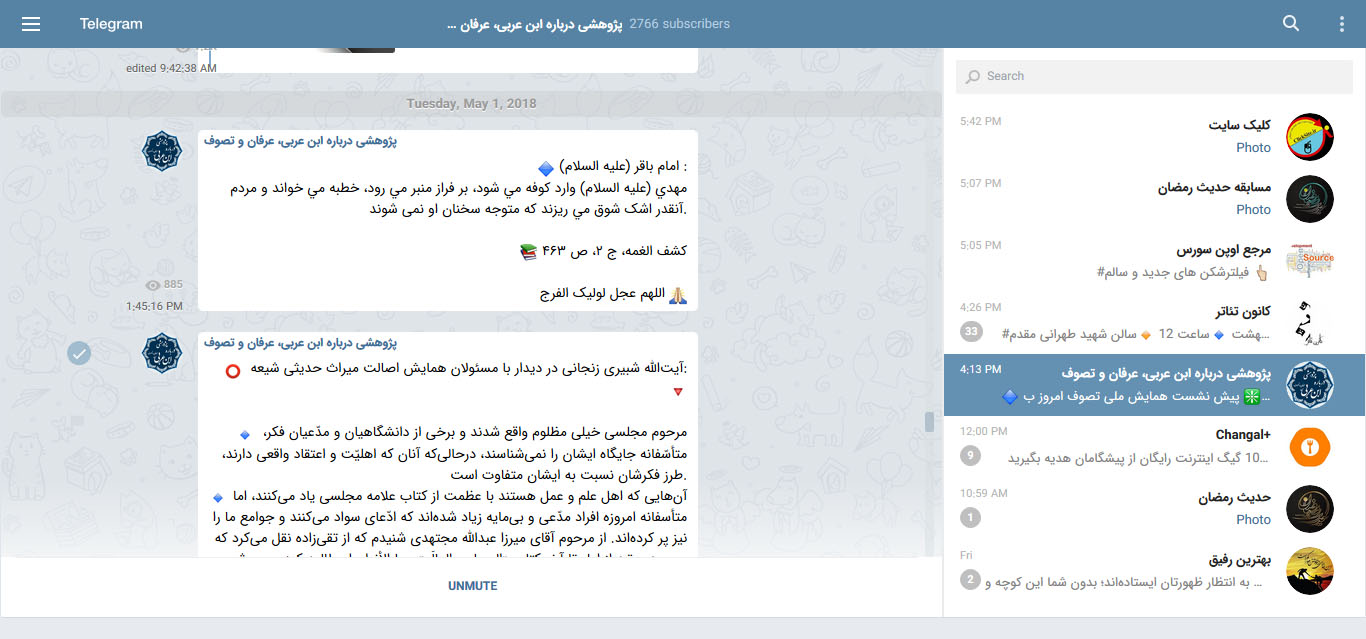 Telegram
پژوهشی درباره ابن عربی، عرفان ... 2766 subscribers
edited 9:42:38 AM
Tuesday, May 1, 2018
پژوهشی درباره ابن عربی، عرفان و تصوف
امام باقر (علیه السلام) :
مهدي (علیه السلام) وارد کوفه مي شود، بر فراز منبر مي رود، خطبه مي خواند و مردم
آنقدر اشک شوق مي ریزند که متوجه سخنان او نمی شوند.
کشف الغمه، ج ۲، ص ۴۶۳
885
اللهم عجل لولیک الفرج
1:45:16 PM
پژوهشی درباره ابن عربی، عرفان و تصوف
آیت‌الله شبیری زنجانی در دیدار با مسئولان همایش اصالت میراث حدیثی شیعه:
مرحوم مجلسی خیلی مظلوم واقع شدند و برخی از دانشگاهیان و مدّعیان فکر،
متأسّفانه جایگاه ایشان را نمی‌شناسند، درحالی‌که آنان که اهلیّت و اعتقاد واقعی دارند،
طرز فکرشان نسبت به ایشان متفاوت است.
آن‌هایی که اهل علم و عمل هستند با عظمت از کتاب علامه مجلسی یاد می‌کنند، اما
متأسفانه امروزه افراد مدّعی و بی‌مایه زیاد شده‌اند که ادّعای سواد می‌کنند و جوامع ما را
نیز پر کرده‌اند. از مرحوم آقای میرزا عبدالله مجتهدی شنیدم که از تقی‌زاده نقل می‌کرد که
UNMUTE
Search
کلیک سایت 5:42 PM
Photo
مسابقه حدیث رمضان 5:07 PM
Photo
مرجع اوپن سورس 5:05 PM
#فیلترشکن های جدید و سالم
کانون تئاتر 4:26 PM
...بهشت ساعت 12 سالن شهید طهرانی مقدم# 33
پژوهشی درباره ابن عربی، عرفان و تصوف 4:13 PM
...پیش نشست همایش ملی تصوف امروز ب
Changal+ 12:00 PM
...10 گیگ اینترنت رایگان از پیشگامان هدیه بگیرید 9
حدیث رمضان 10:59 AM
Photo 1
بهترین رفیق Fri
... به انتظار ظهورتان ایستاده‌اند؛ بدون شما این کوچه و 2